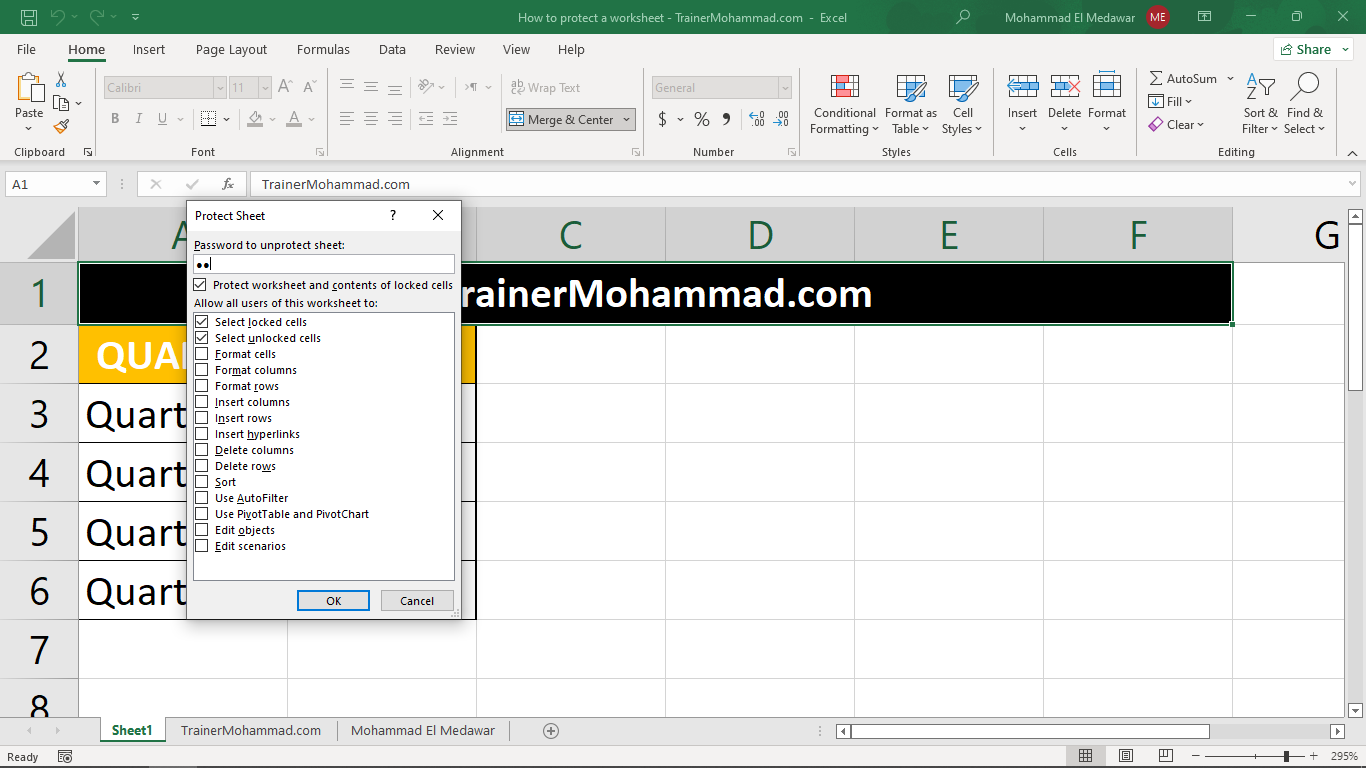 How to protect a worksheet - TrainerMohammad.com - Excel
Mohammad El Medawar ME
File Home Insert Page Layout Formulas Data Review View Help Share
Paste
Calibri 11
B I U A
Wrap Text
Merge & Center
General
$ % 9
Conditional Formatting
Format as Table
Cell Styles
Insert Delete Format
AutoSum
Fill
Clear
Sort & Filter
Find & Select
Clipboard Font Alignment Number Styles Cells Editing
A1 fx TrainerMohammad.com
A C D E F G
Protect Sheet ? ×
Password to unprotect sheet:
••
Protect worksheet and contents of locked cells
Allow all users of this worksheet to:
Select locked cells
Select unlocked cells
Format cells
Format columns
Format rows
Insert columns
Insert rows
Insert hyperlinks
Delete columns
Delete rows
Sort
Use AutoFilter
Use PivotTable and PivotChart
Edit objects
Edit scenarios
OK Cancel
1 rainerMohammad.com
2 QUA
3 Quart
4 Quart
5 Quart
6 Quart
7
8
Sheet1 TrainerMohammad.com Mohammad El Medawar
Ready 295%